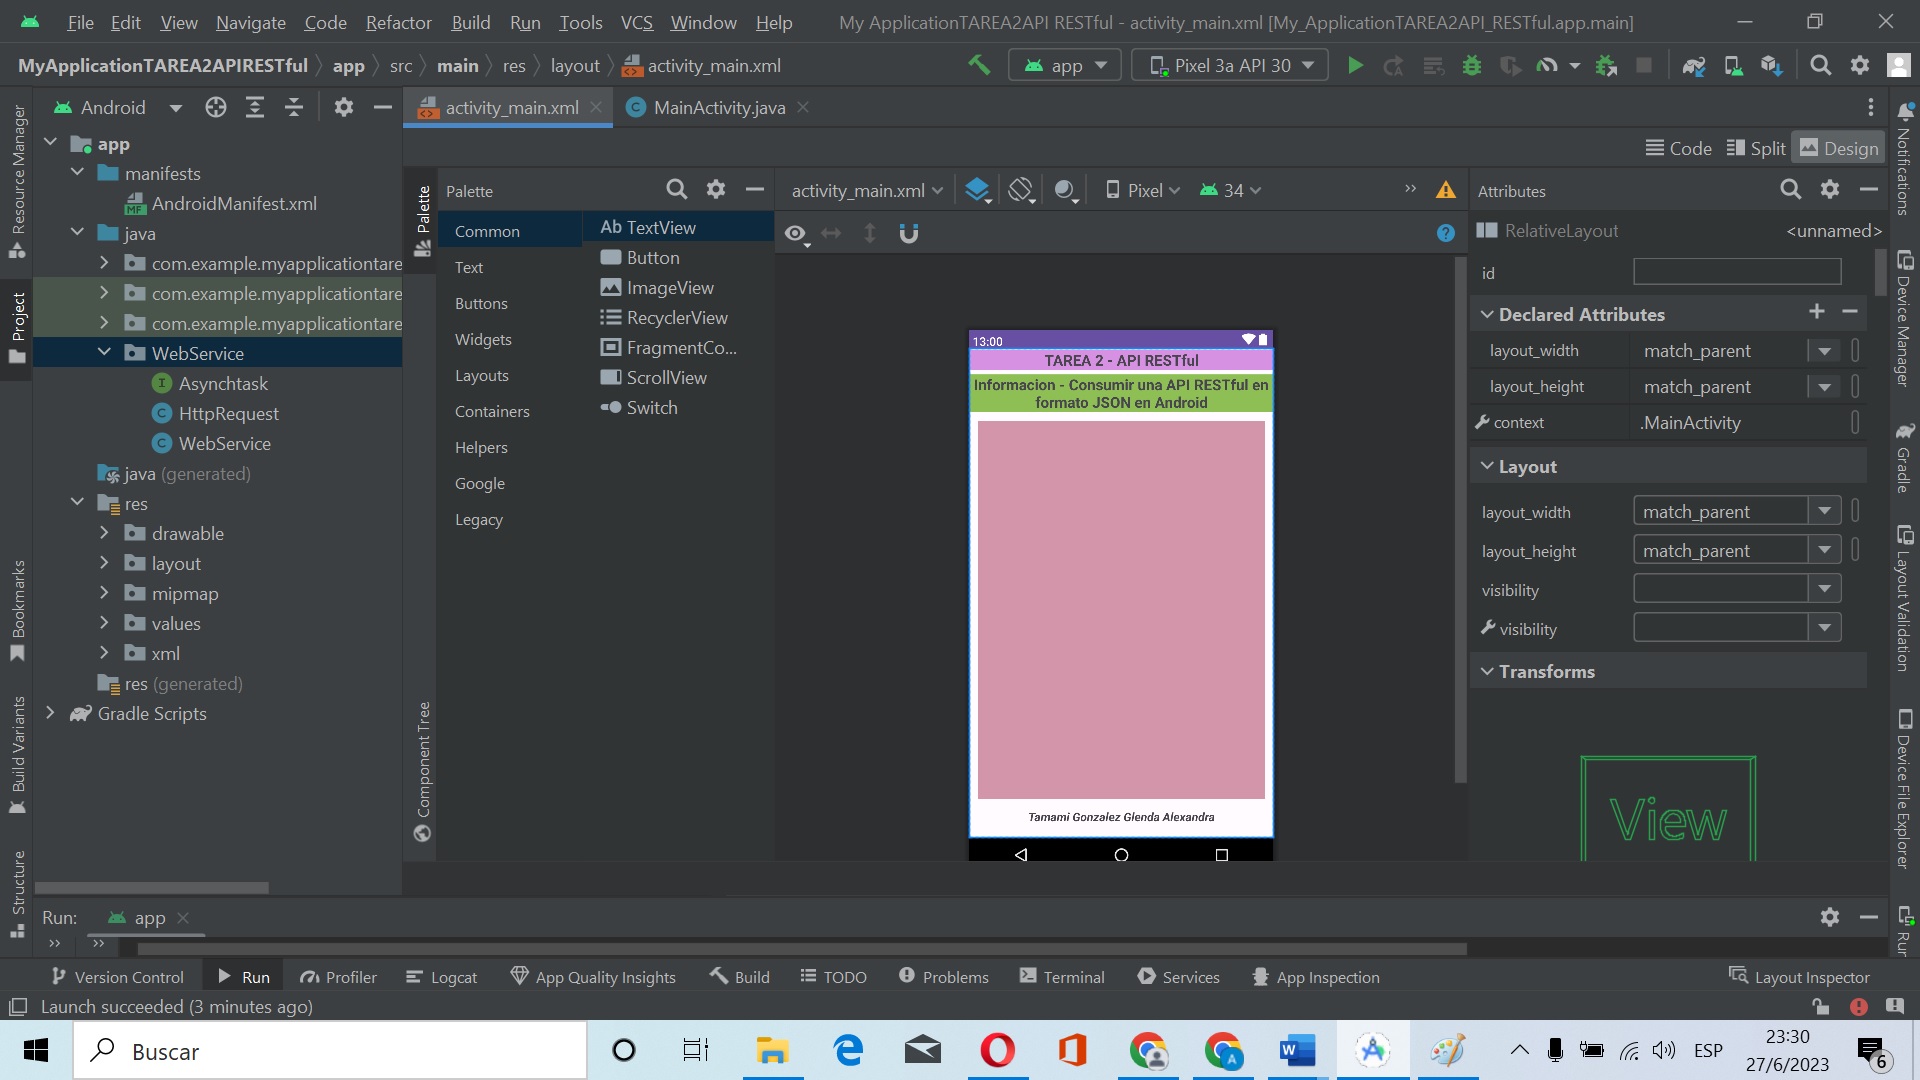 File Edit View Navigate Code Refactor Build Run Tools VCS Window Help My ApplicationTAREA2API RESTful - activity_main.xml [My_ApplicationTAREA2API_RESTful.app.main]
MyApplicationTAREA2APIRESTful app src main res layout activity_main.xml app Pixel 3a API 30
Android activity_main.xml MainActivity.java
Code Split Design
Resource Manager
Project
Bookmarks
Build Variants
Structure
app
manifests
AndroidManifest.xml
java
com.example.myapplicationtare
com.example.myapplicationtare
com.example.myapplicationtare
WebService
Asynchtask
HttpRequest
WebService
java (generated)
res
drawable
layout
mipmap
values
xml
res (generated)
Gradle Scripts
Palette
Component Tree
Palette
Common
Text
Buttons
Widgets
Layouts
Containers
Helpers
Google
Legacy
Ab TextView
Button
ImageView
RecyclerView
FragmentCo...
ScrollView
Switch
activity_main.xml Pixel 34
13:00
TAREA 2 - API RESTful
Informacion - Consumir una API RESTful en
formato JSON en Android
Tamami Gonzalez Glenda Alexandra
Attributes
RelativeLayout <unnamed>
id
Declared Attributes
layout_width match_parent
layout_height match_parent
context .MainActivity
Layout
layout_width match_parent
layout_height match_parent
visibility
visibility
Transforms
View
Notifications
Device Manager
Gradle
Layout Validation
Device File Explorer
Run: app
Version Control Run Profiler Logcat App Quality Insights Build TODO Problems Terminal Services App Inspection Layout Inspector
Launch succeeded (3 minutes ago)
Buscar
ESP
23:30
27/6/2023
6